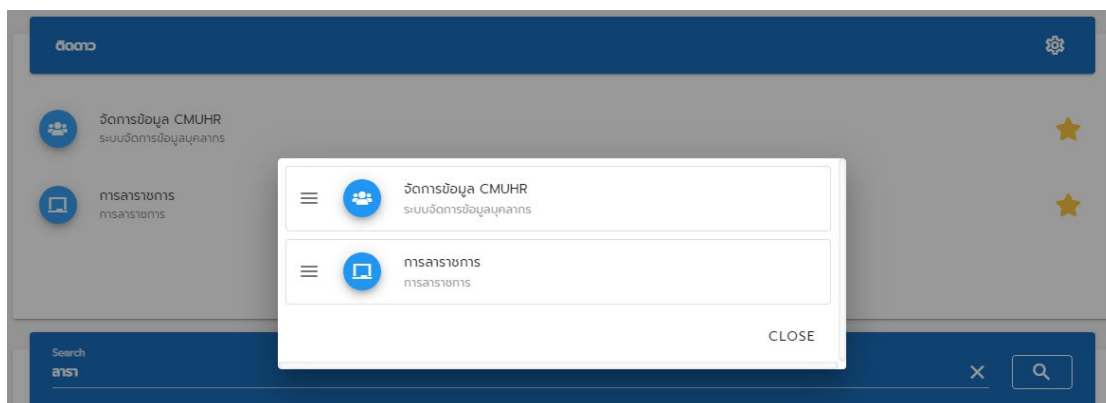 ติดดาว
จัดการข้อมูล CMUHR
ระบบจัดการข้อมูลบุคลากร
การลาราชการ
การลาราชการ
จัดการข้อมูล CMUHR
ระบบจัดการข้อมูลบุคลากร
การลาราชการ
การลาราชการ
CLOSE
Search
ลารา